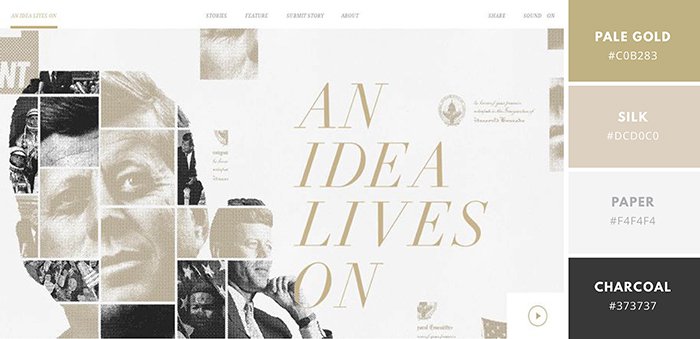 AN IDEA LIVES ON
STORIES FEATURE SUBMIT STORY ABOUT
SHARE SOUND ON
NT
AN
IDEA
LIVES
ON
PALE GOLD
#C0B283
SILK
#DCD0C0
PAPER
#F4F4F4
CHARCOAL
#373737